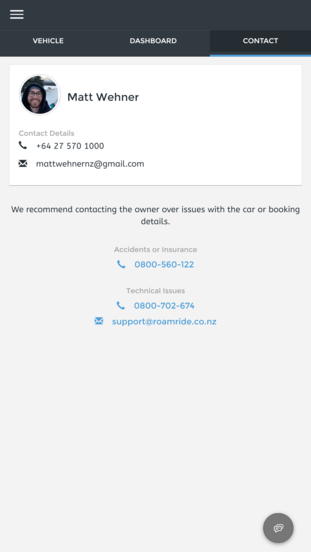 VEHICLE DASHBOARD CONTACT
Matt Wehner
Contact Details
+64 27 570 1000
mattwehnernz@gmail.com
We recommend contacting the owner over issues with the car or booking
details.
Accidents or Insurance
0800-560-122
Technical Issues
0800-702-674
support@roamride.co.nz